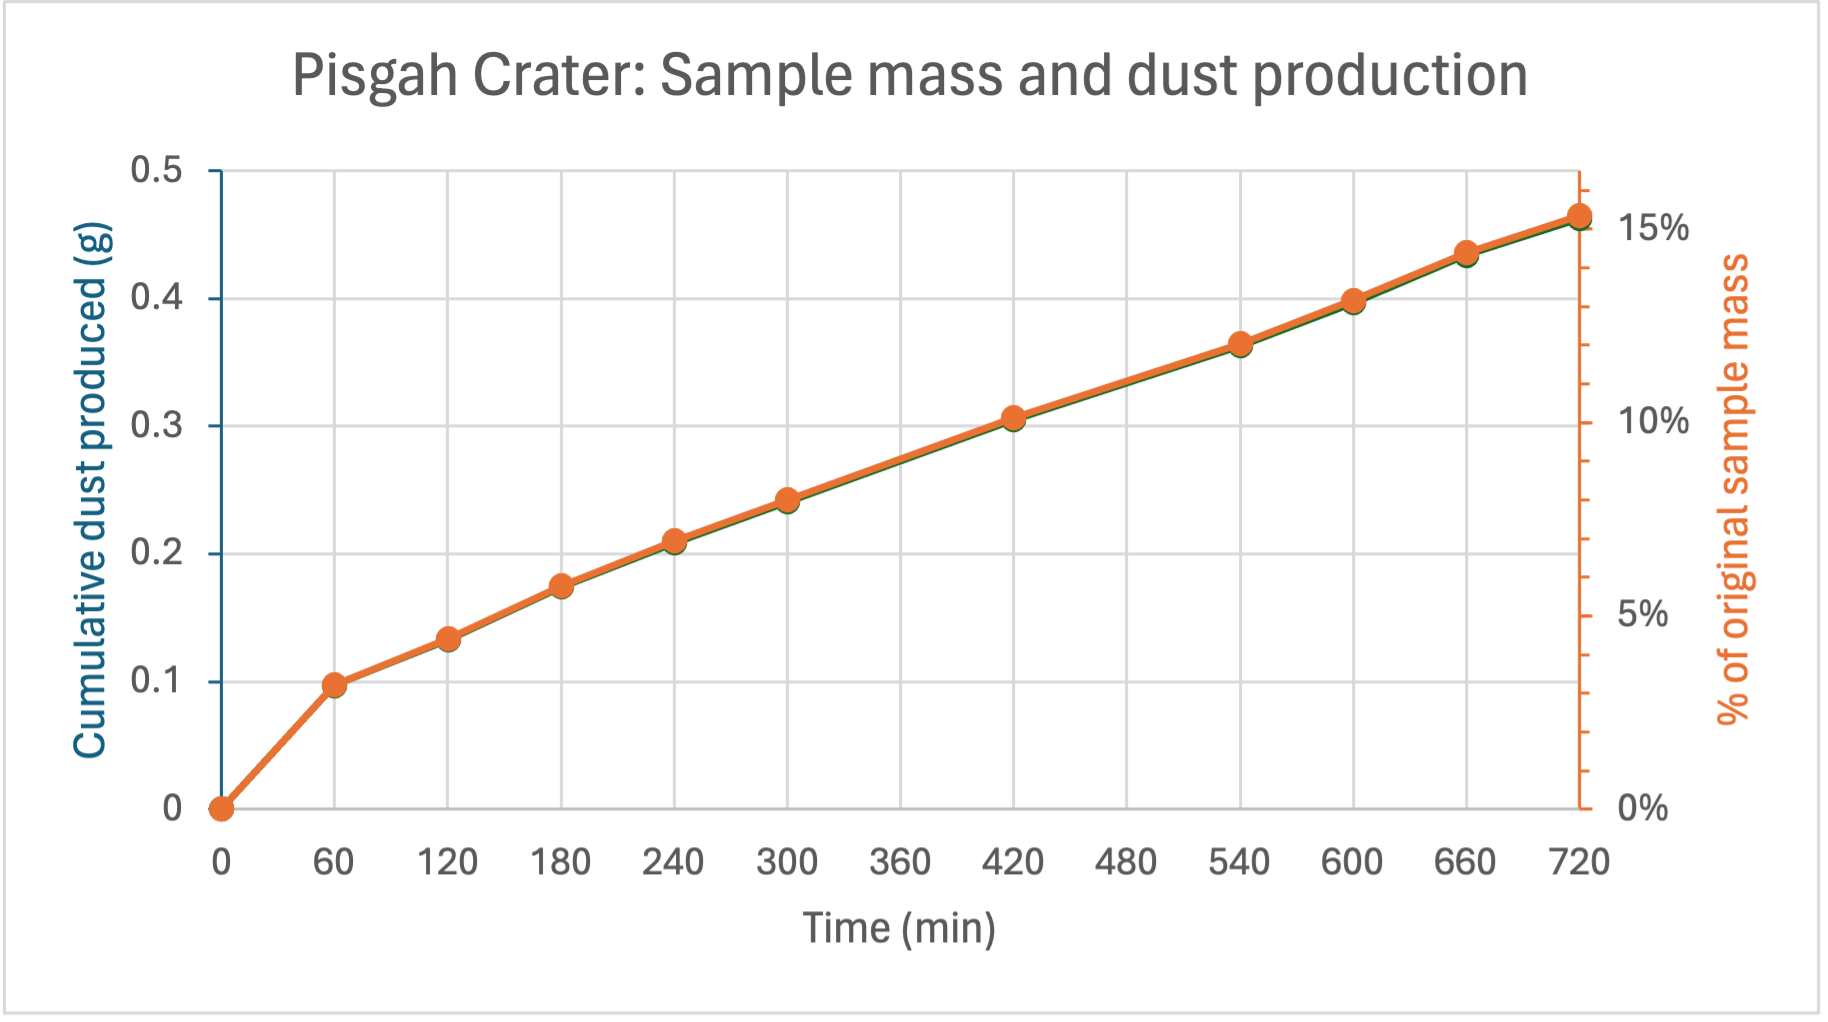 Pisgah Crater: Sample mass and dust production
Cumulative dust produced (g)
0.5
0.4
0.3
0.2
0.1
0
15%
10%
5%
0%
% of original sample mass
0 60 120 180 240 300 360 420 480 540 600 660 720
Time (min)